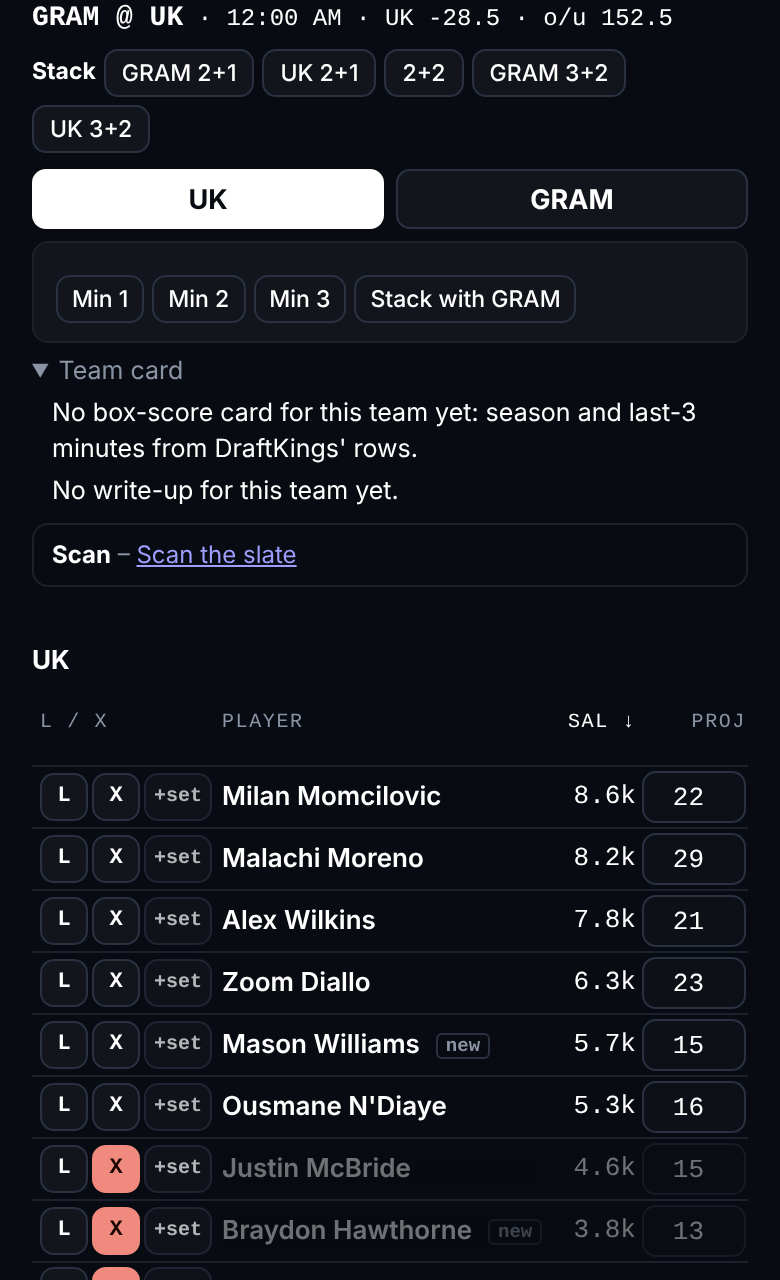 GRAM @ UK · 12:00 AM · UK -28.5 · o/u 152.5
Stack GRAM 2+1 UK 2+1 2+2 GRAM 3+2
UK 3+2
UK GRAM
Min 1 Min 2 Min 3 Stack with GRAM
▼ Team card
No box-score card for this team yet: season and last-3
minutes from DraftKings' rows.
No write-up for this team yet.
Scan – Scan the slate
UK
L / X PLAYER SAL ↓ PROJ
L X +set Milan Momcilovic 8.6k 22
L X +set Malachi Moreno 8.2k 29
L X +set Alex Wilkins 7.8k 21
L X +set Zoom Diallo 6.3k 23
L X +set Mason Williams new 5.7k 15
L X +set Ousmane N'Diaye 5.3k 16
L X +set Justin McBride 4.6k 15
L X +set Braydon Hawthorne new 3.8k 13